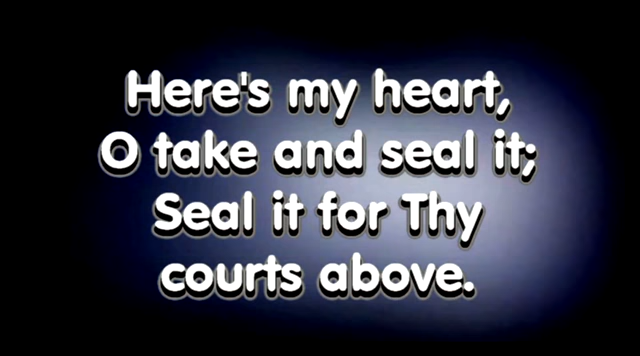 Here's my heart,
O take and seal it;
Seal it for Thy
courts above.